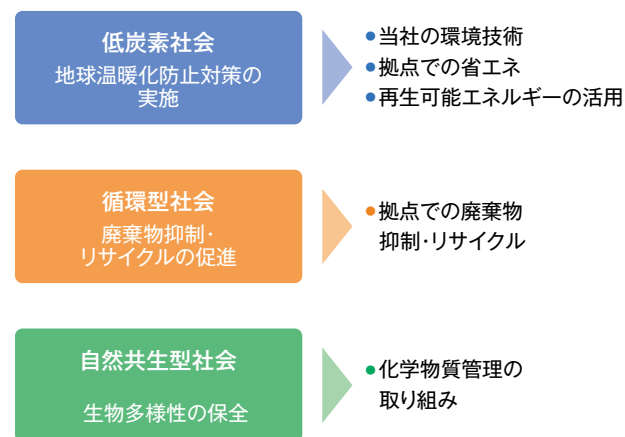 低炭素社会
地球温暖化防止対策の
実施
●当社の環境技術
●拠点での省エネ
●再生可能エネルギーの活用
循環型社会
廃棄物抑制・
リサイクルの促進
●拠点での廃棄物
抑制・リサイクル
自然共生型社会
生物多様性の保全
●化学物質管理の
取り組み